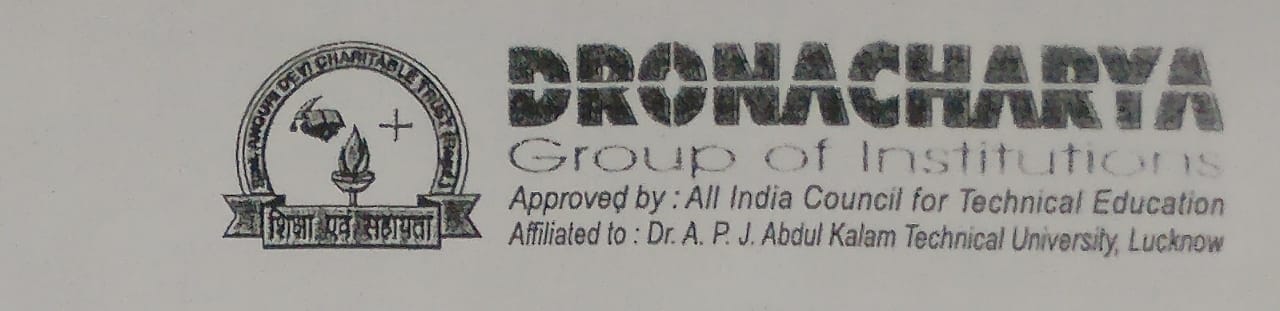 DEVI CHARITABLE TRUST
शिक्षा एवं सहायता
DRONACHARYA
Group of Institutions
Approved by : All India Council for Technical Education
Affiliated to : Dr. A. P. J. Abdul Kalam Technical University, Lucknow